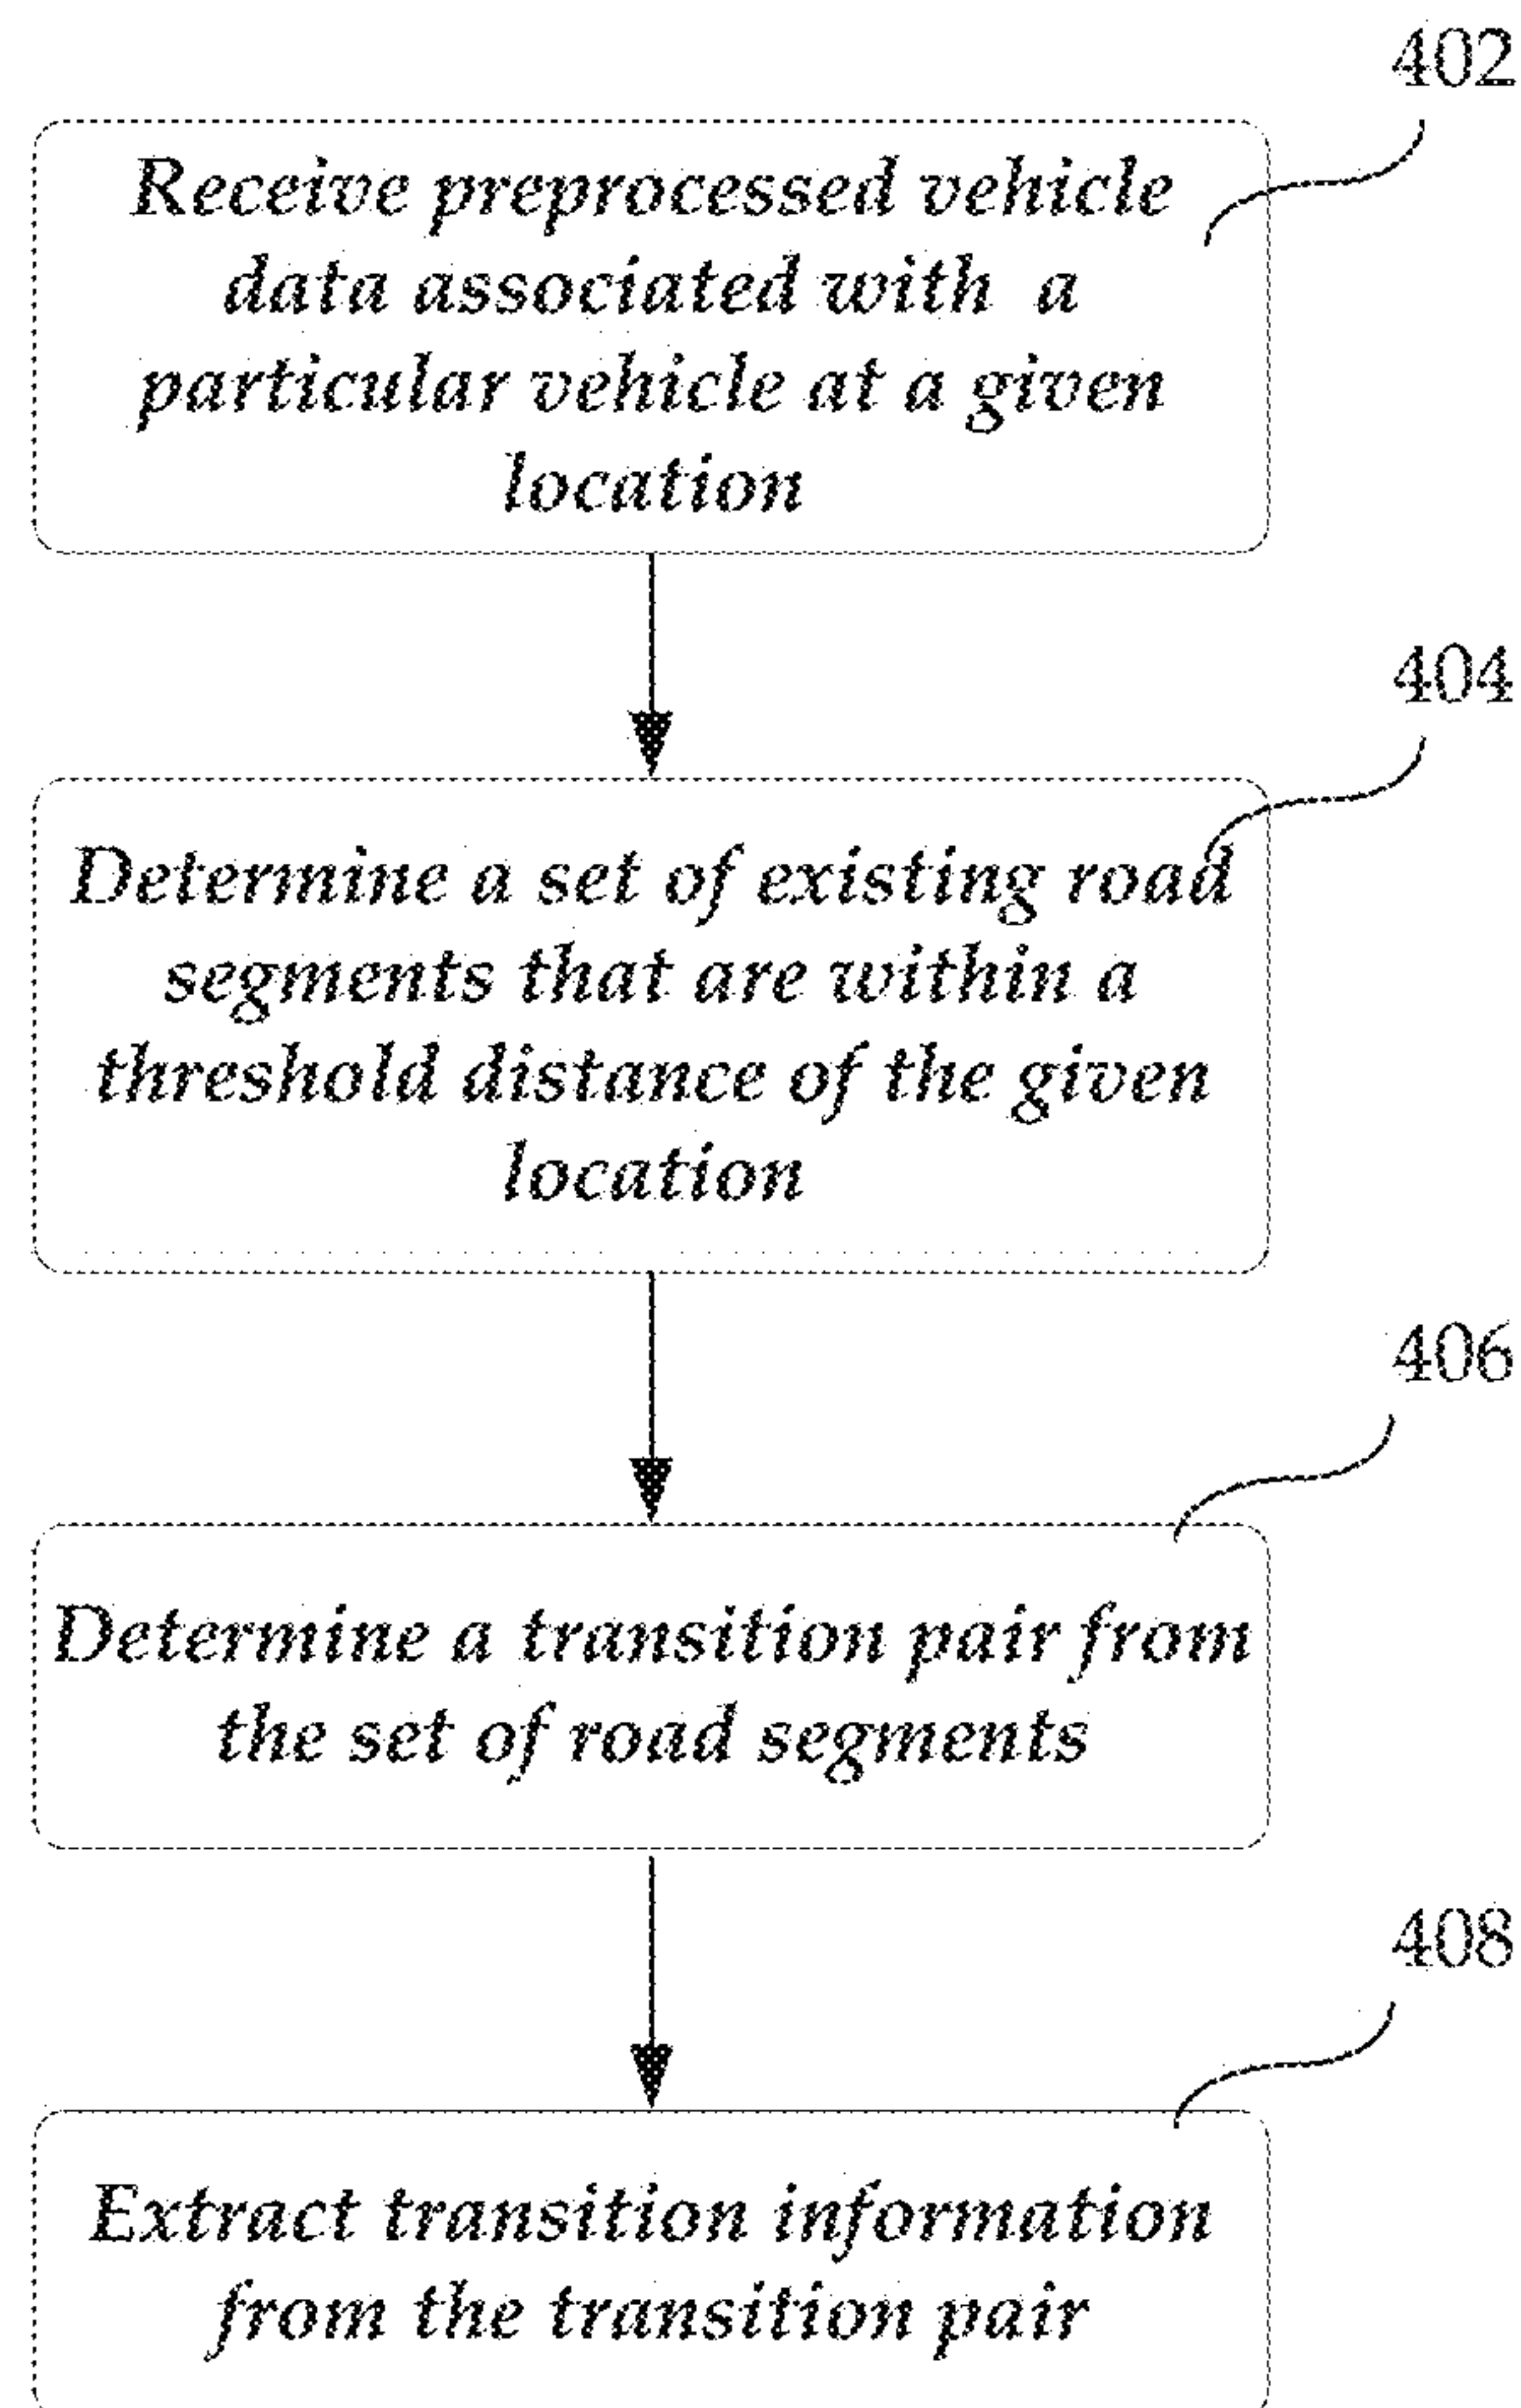 402
Receive preprocessed vehicle
data associated with a
particular vehicle at a given
location
404
Determine a set of existing road
segments that are within a
threshold distance of the given
location
406
Determine a transition pair from
the set of road segments
408
Extract transition information
from the transition pair